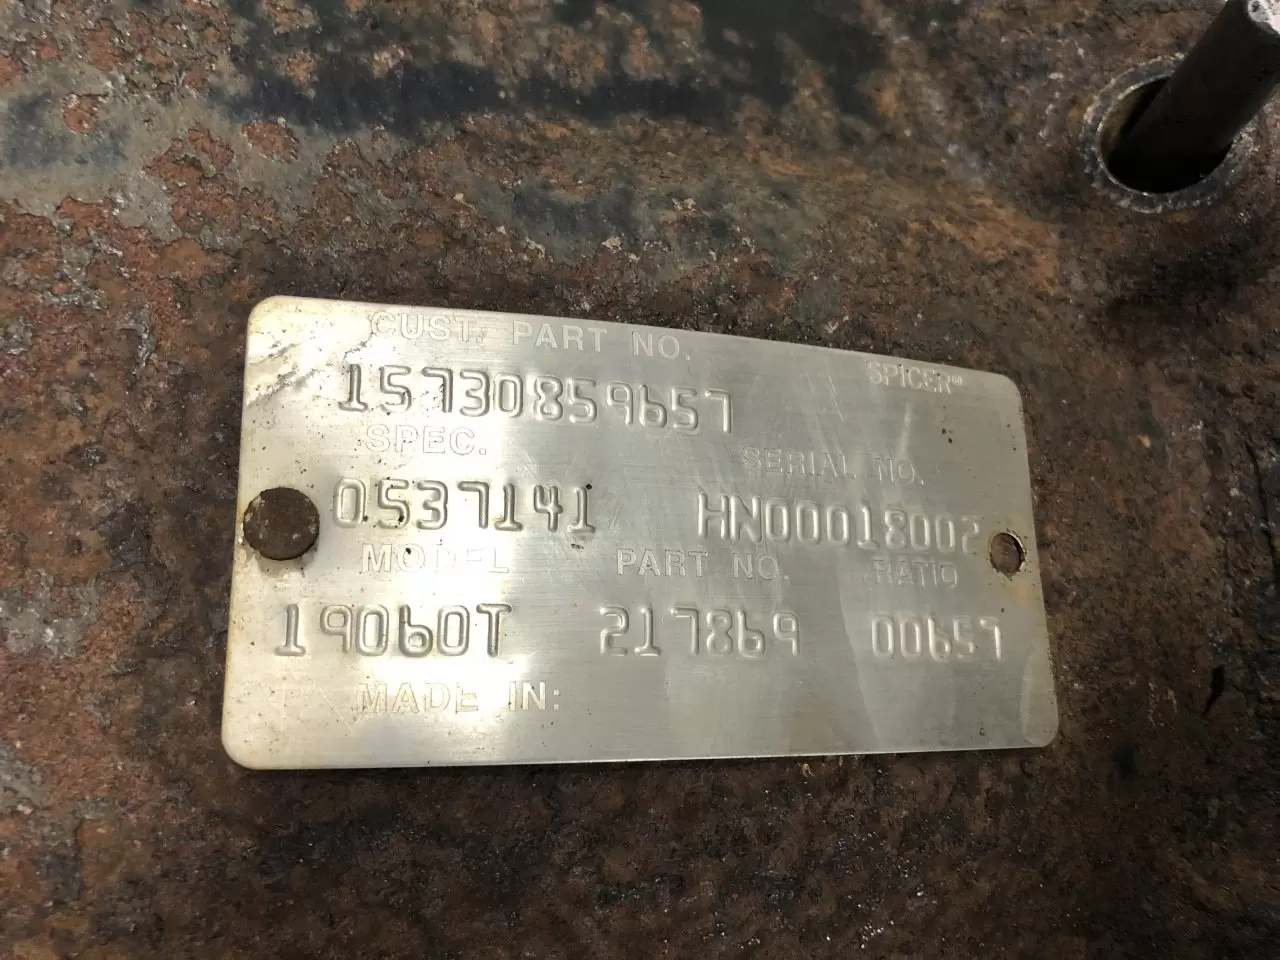 CUST. PART NO.
SPICER®
15730859657
SPEC.
SERIAL NO.
0537141
HN00018002
MODEL
PART NO.
RATIO
19060T
217869
00657
MADE IN: